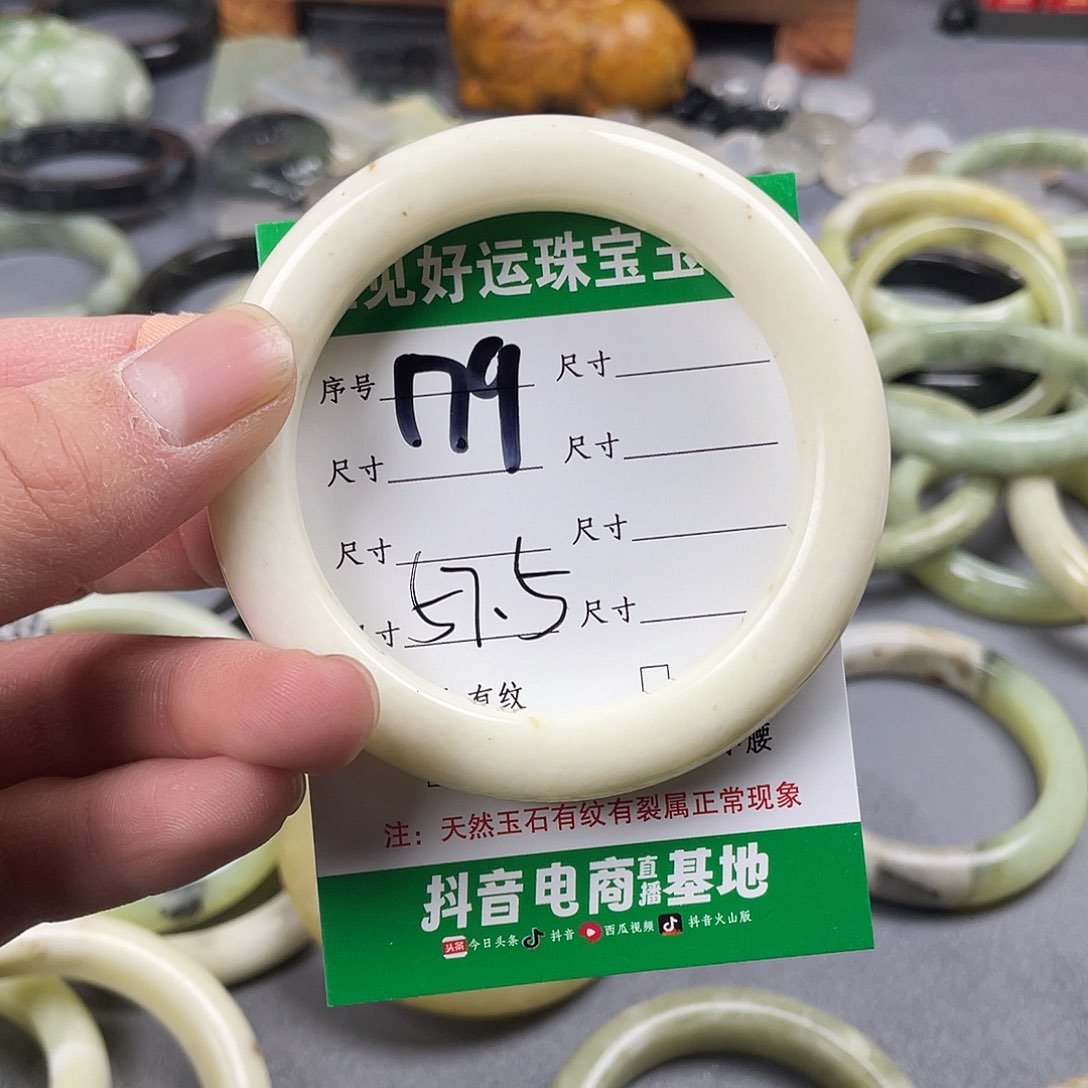 见好运珠宝玉
序号 179 尺寸
尺寸 尺寸
尺寸 尺寸
寸 57.5 尺寸
有纹 □
腰
注：天然玉石有纹有裂属正常现象
抖音电商直播基地
头条 今日头条 抖音 西瓜视频 抖音火山版